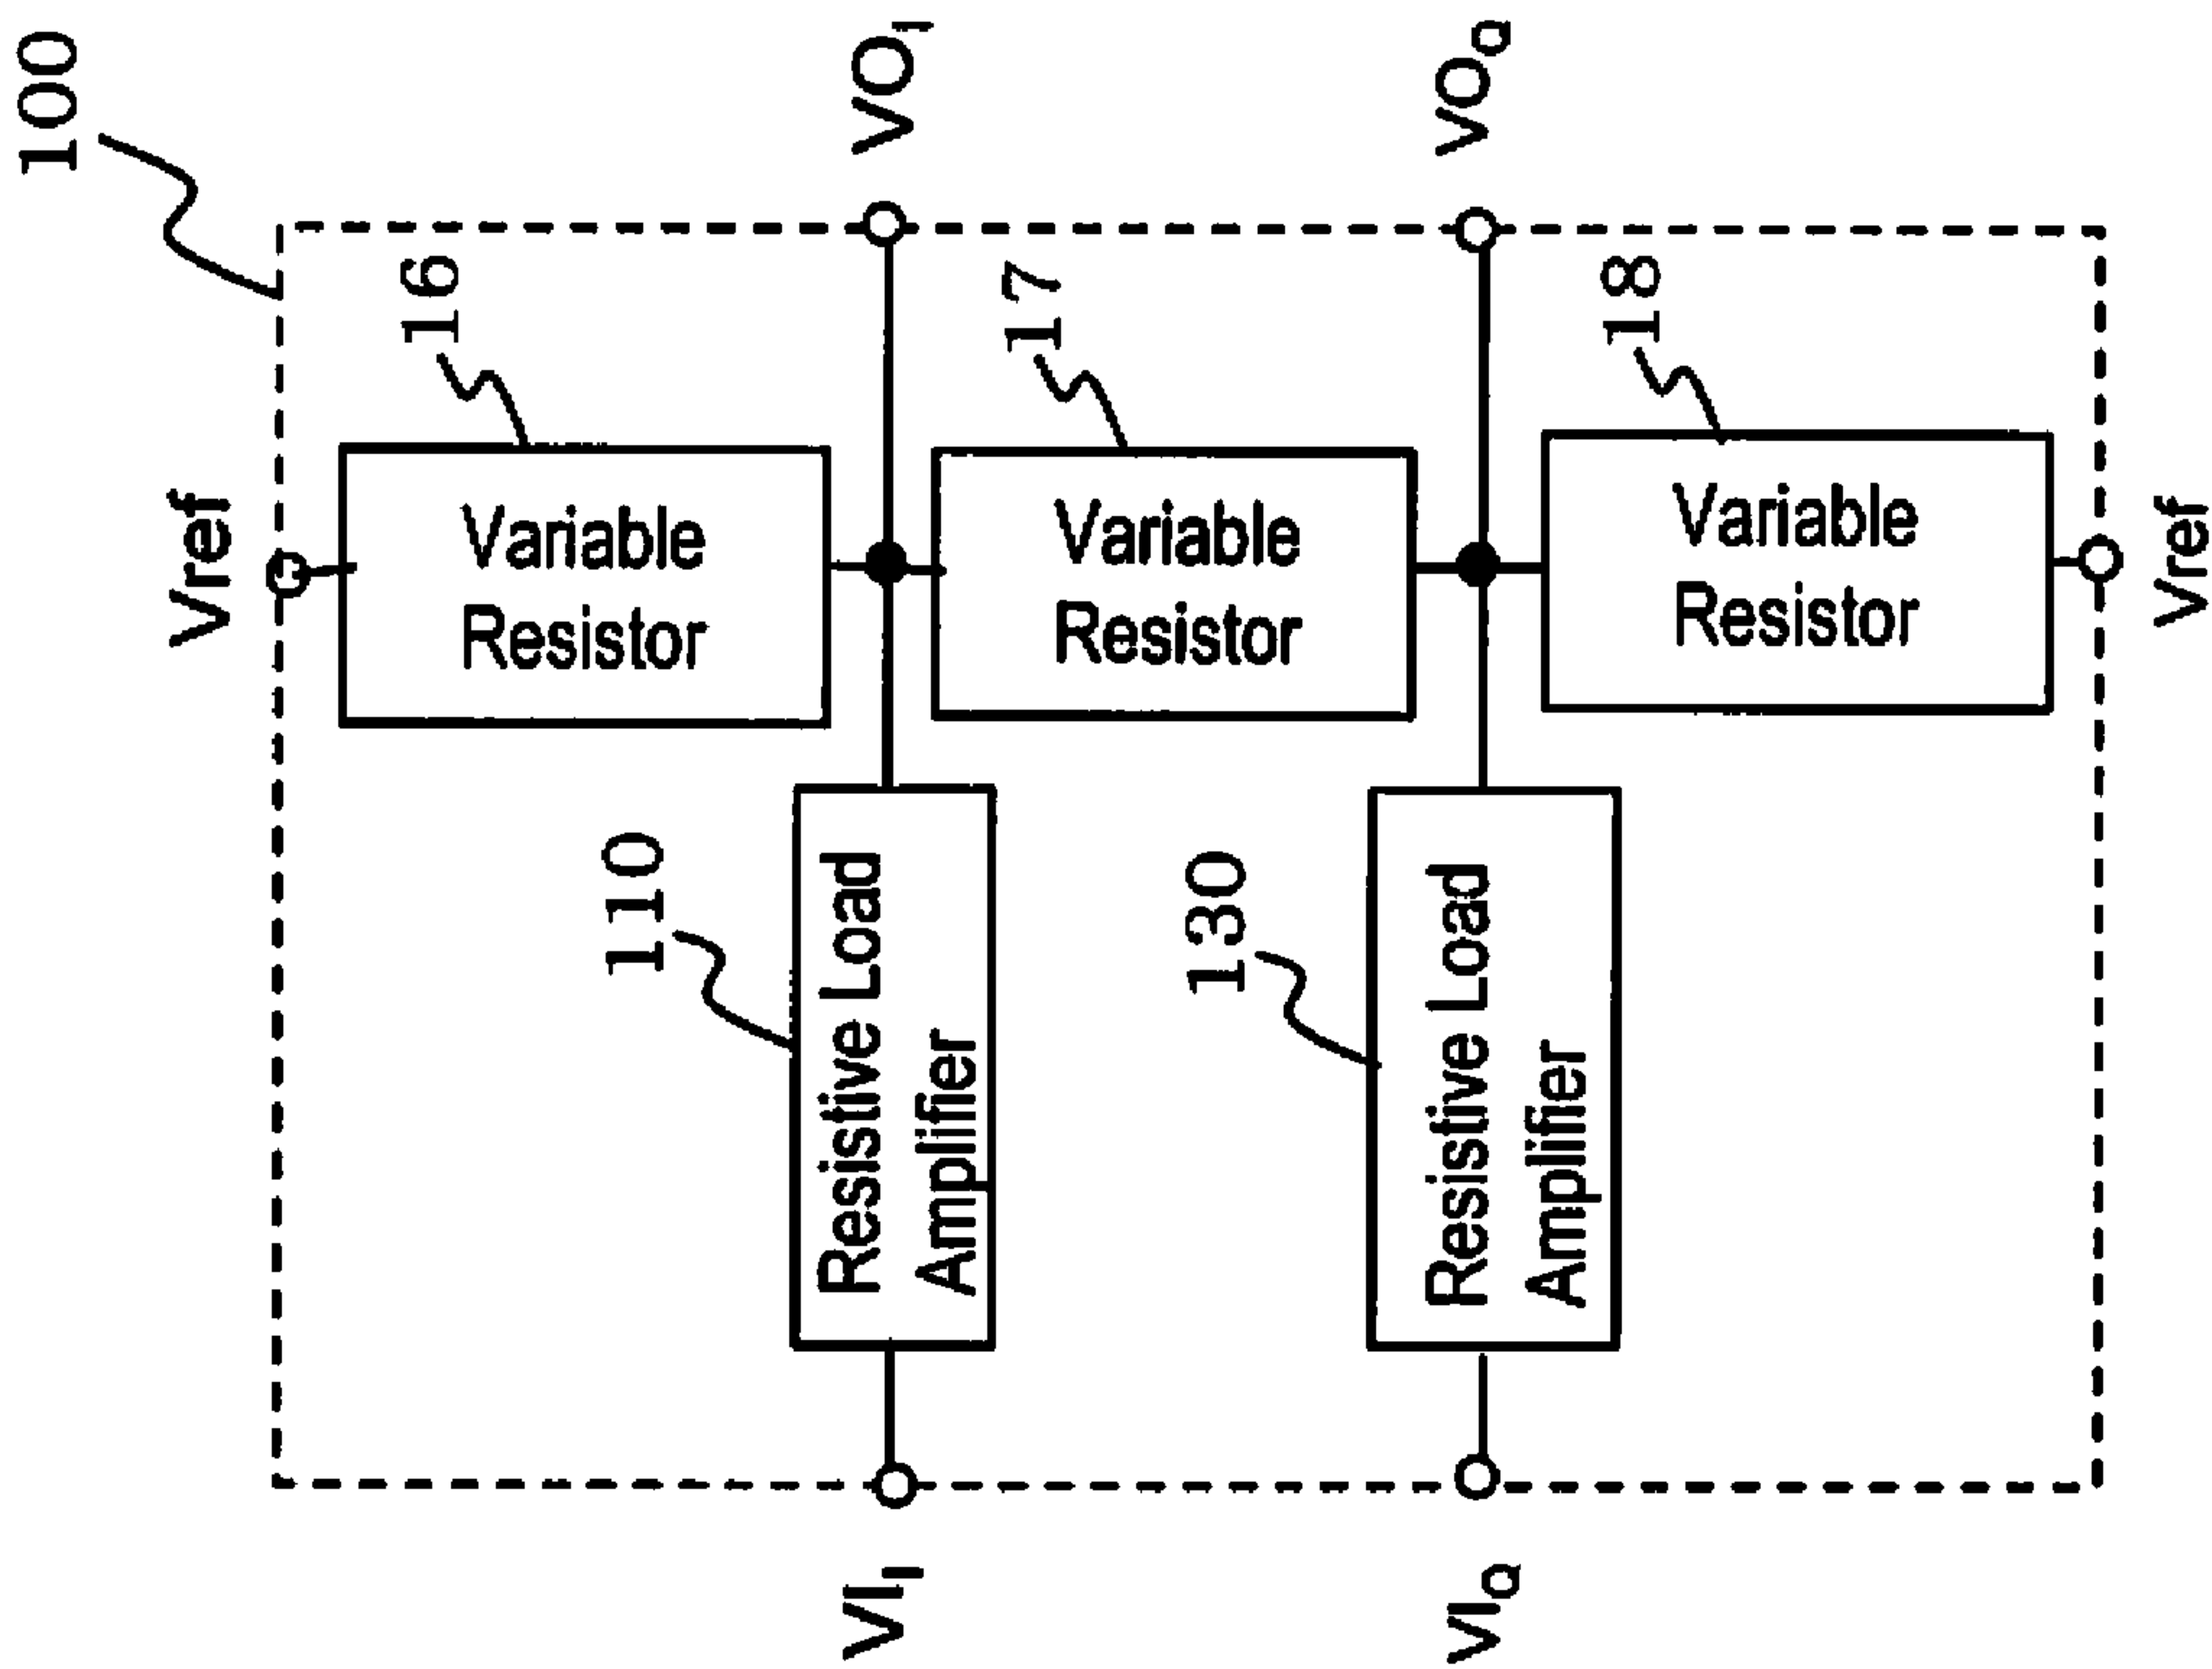 100
VO_I
VO_Q
16
17
18
Vref
Variable
Resistor
Variable
Resistor
Variable
Resistor
Vref
110
Resistive Load
Amplifier
130
Resistive Load
Amplifier
VI_I
VI_Q